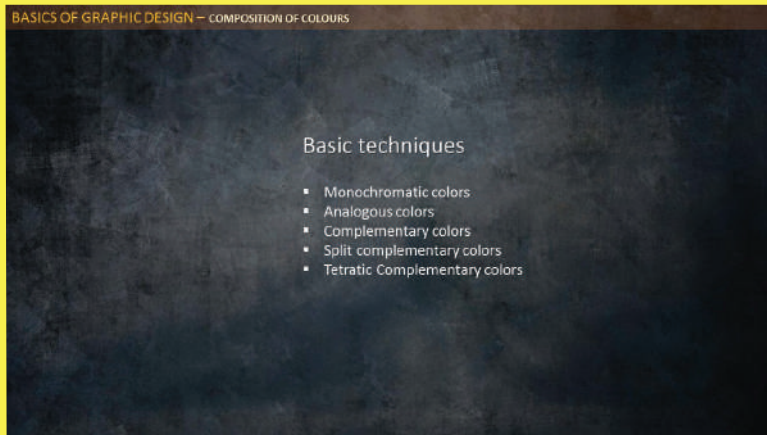 BASICS OF GRAPHIC DESIGN – COMPOSITION OF COLOURS
Basic techniques
▪ Monochromatic colors
▪ Analogous colors
▪ Complementary colors
▪ Split complementary colors
▪ Tetratic Complementary colors